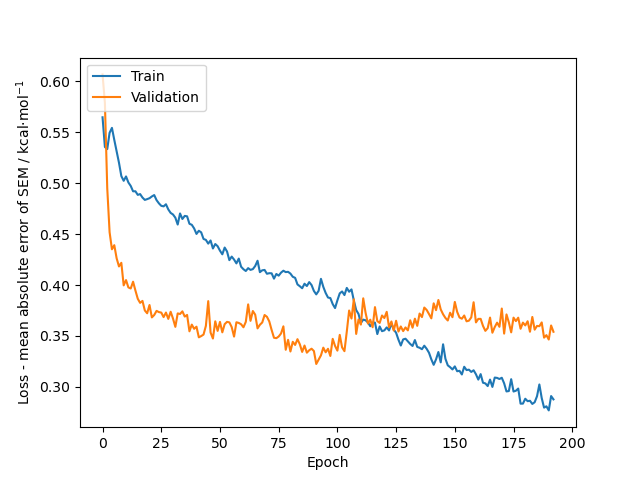 Train
Validation
Loss - mean absolute error of SEM / kcal·mol⁻¹
0.60
0.55
0.50
0.45
0.40
0.35
0.30
0 25 50 75 100 125 150 175 200
Epoch